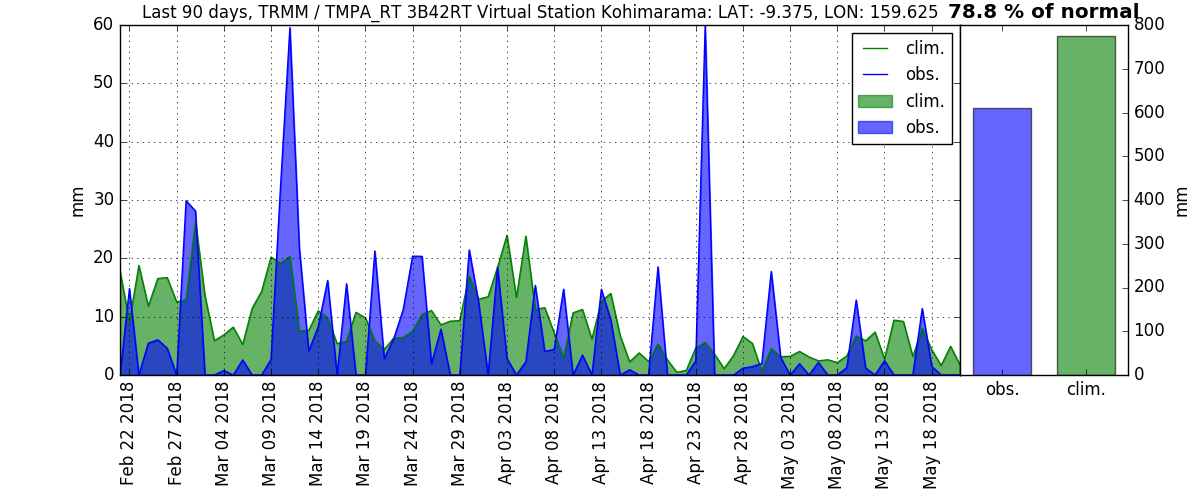 Last 90 days, TRMM / TMPA_RT 3B42RT Virtual Station Kohimarama: LAT: -9.375, LON: 159.625
78.8 % of normal
mm
60
50
40
30
20
10
0
clim.
obs.
clim.
obs.
Feb 22 2018
Feb 27 2018
Mar 04 2018
Mar 09 2018
Mar 14 2018
Mar 19 2018
Mar 24 2018
Mar 29 2018
Apr 03 2018
Apr 08 2018
Apr 13 2018
Apr 18 2018
Apr 23 2018
Apr 28 2018
May 03 2018
May 08 2018
May 13 2018
May 18 2018
obs.
clim.
800
700
600
500
400
300
200
100
0
mm